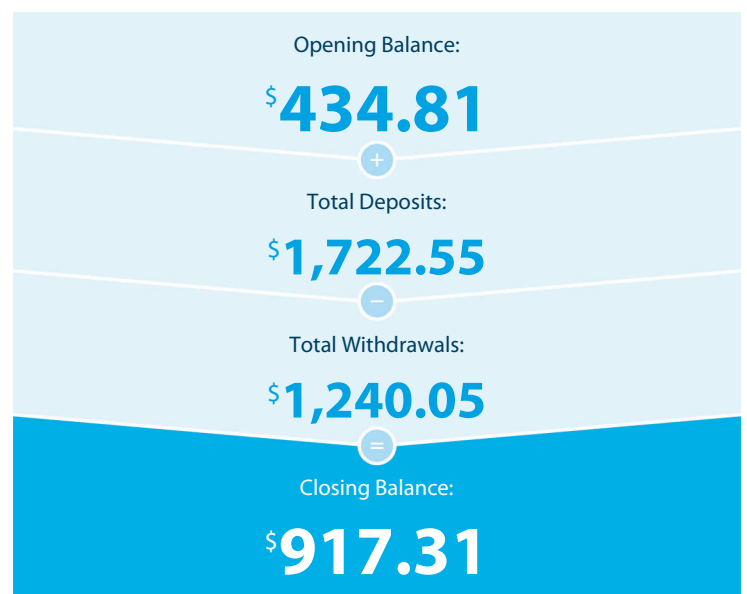 Opening Balance:
$434.81
+
Total Deposits:
$1,722.55
−
Total Withdrawals:
$1,240.05
=
Closing Balance:
$917.31